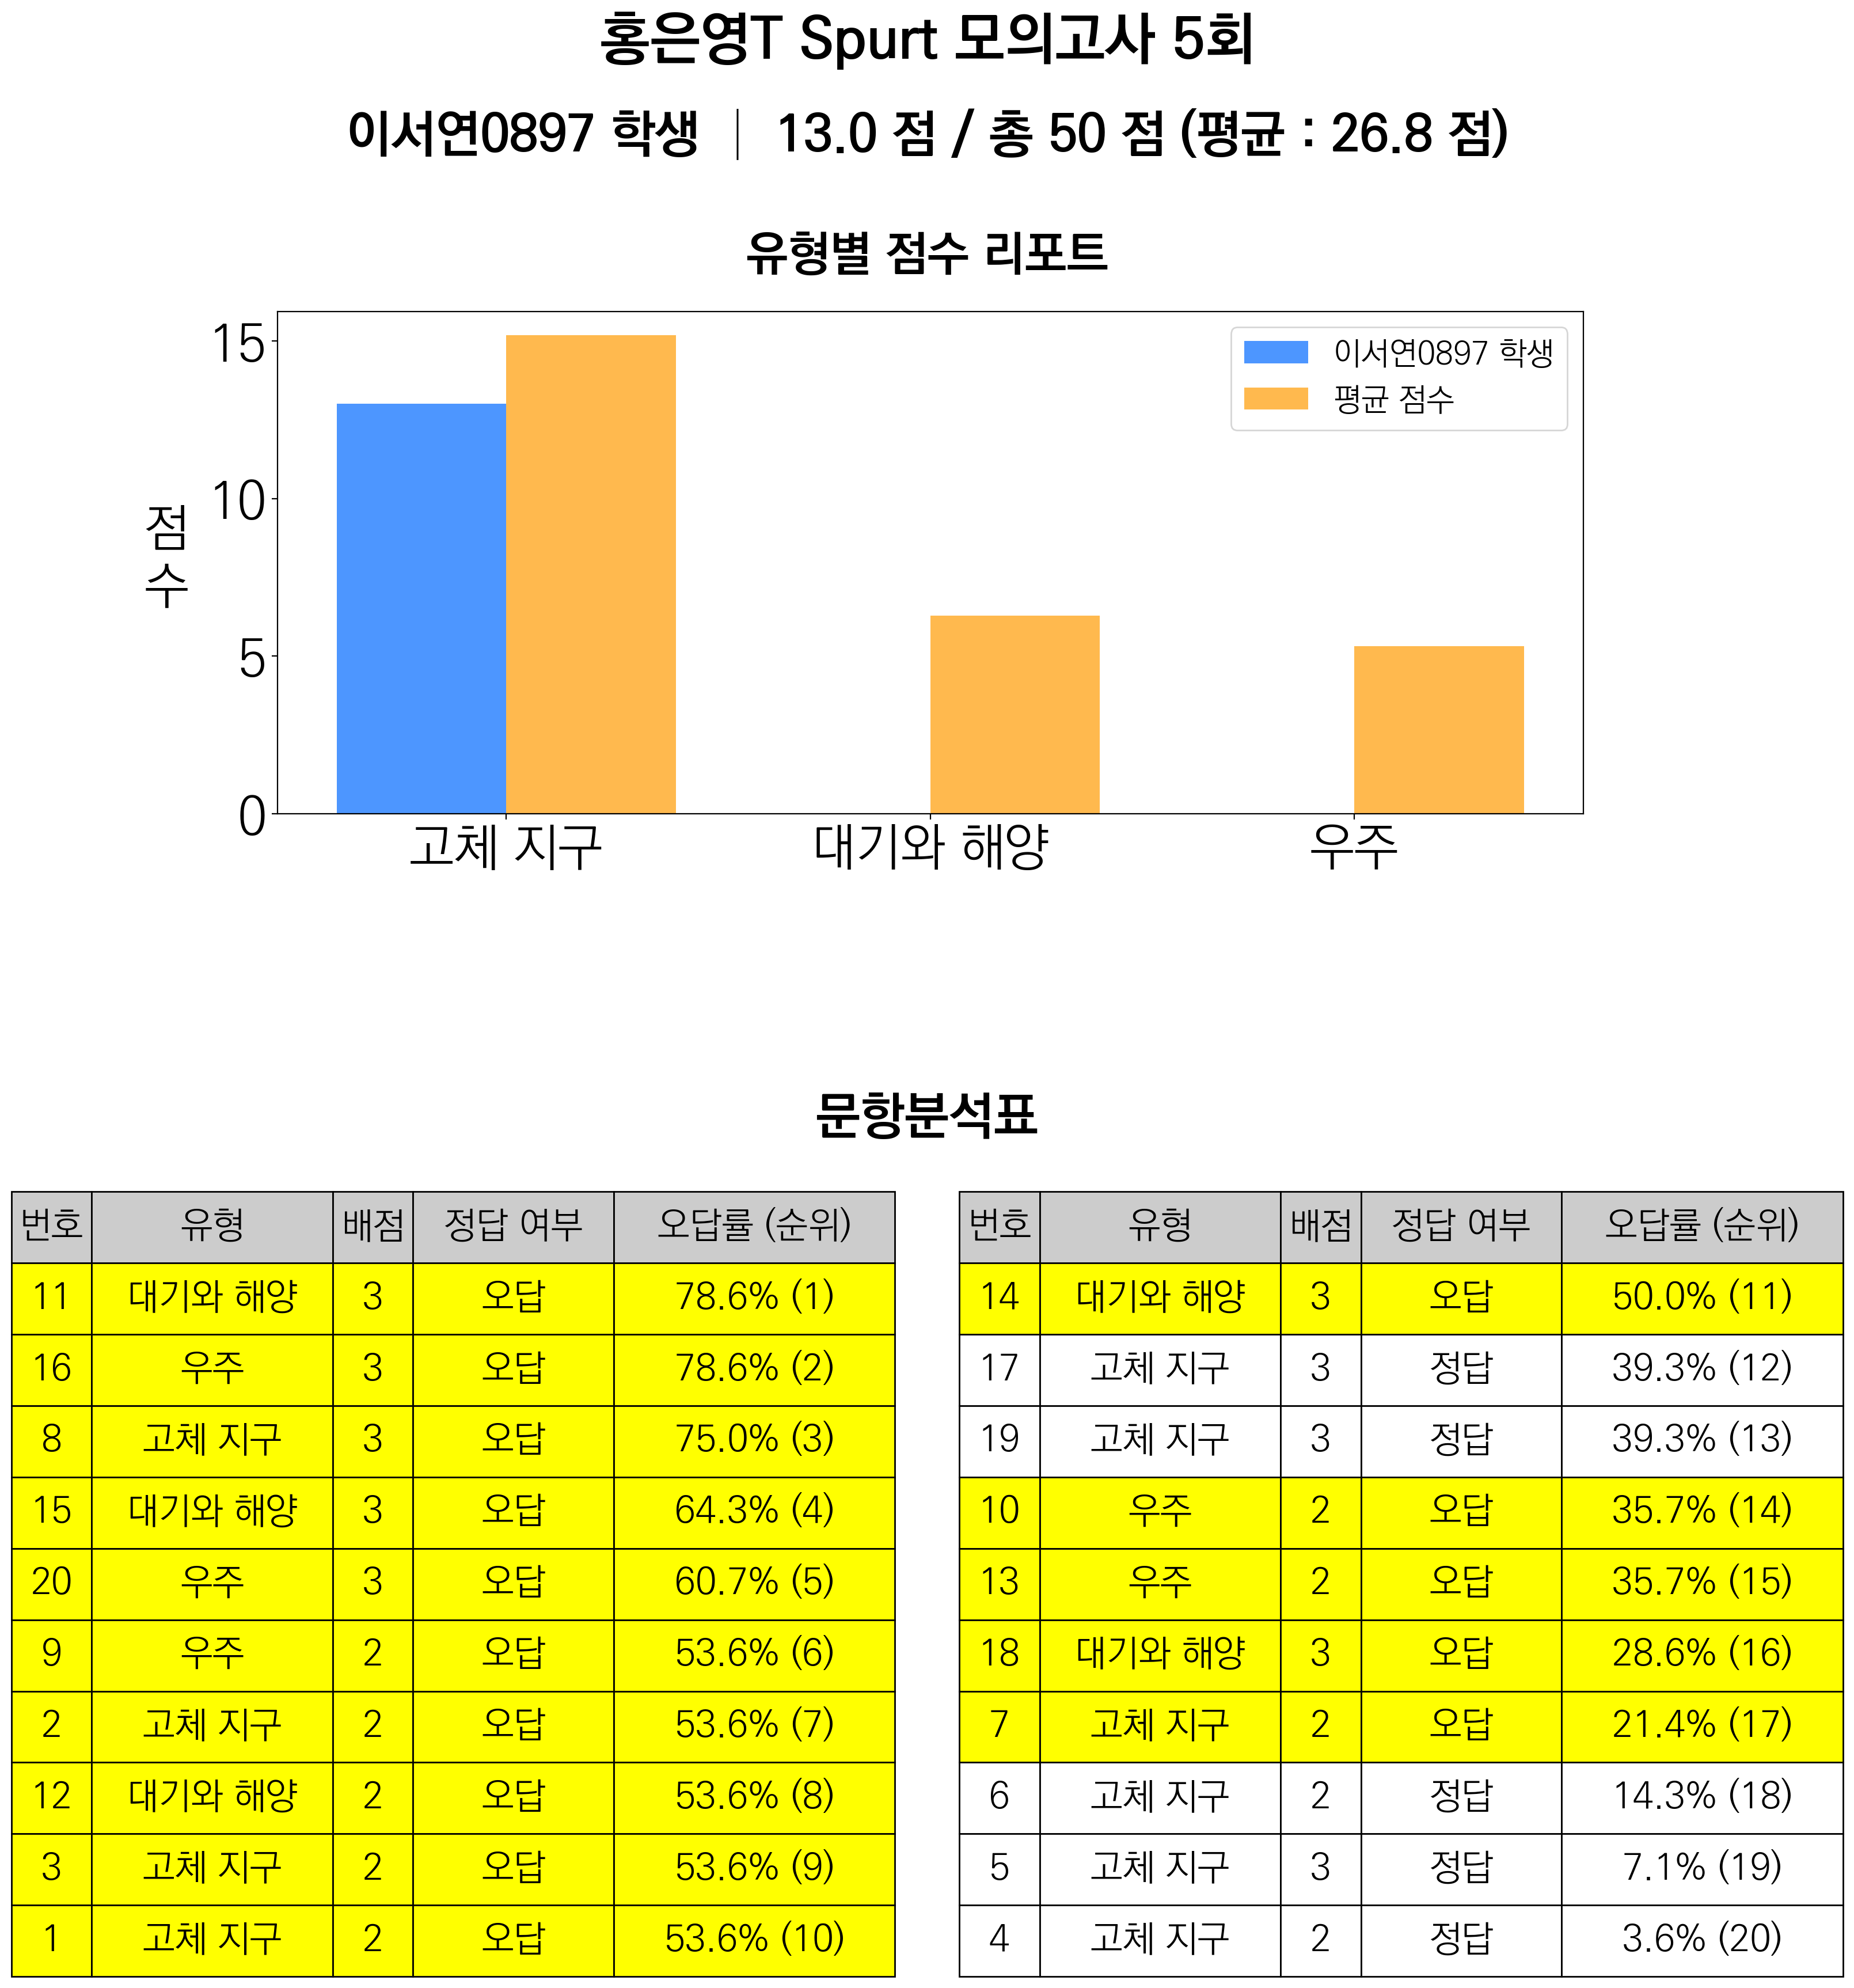 홍은영T Spurt 모의고사 5회
이서연0897 학생 | 13.0 점 / 총 50 점 (평균 : 26.8 점)
유형별 점수 리포트
점수
15
10
5
0
이서연0897 학생
평균 점수
고체 지구 대기와 해양 우주
문항분석표
번호 유형 배점 정답 여부 오답률 (순위)
11 대기와 해양 3 오답 78.6% (1)
16 우주 3 오답 78.6% (2)
8 고체 지구 3 오답 75.0% (3)
15 대기와 해양 3 오답 64.3% (4)
20 우주 3 오답 60.7% (5)
9 우주 2 오답 53.6% (6)
2 고체 지구 2 오답 53.6% (7)
12 대기와 해양 2 오답 53.6% (8)
3 고체 지구 2 오답 53.6% (9)
1 고체 지구 2 오답 53.6% (10)
번호 유형 배점 정답 여부 오답률 (순위)
14 대기와 해양 3 오답 50.0% (11)
17 고체 지구 3 정답 39.3% (12)
19 고체 지구 3 정답 39.3% (13)
10 우주 2 오답 35.7% (14)
13 우주 2 오답 35.7% (15)
18 대기와 해양 3 오답 28.6% (16)
7 고체 지구 2 오답 21.4% (17)
6 고체 지구 2 정답 14.3% (18)
5 고체 지구 3 정답 7.1% (19)
4 고체 지구 2 정답 3.6% (20)